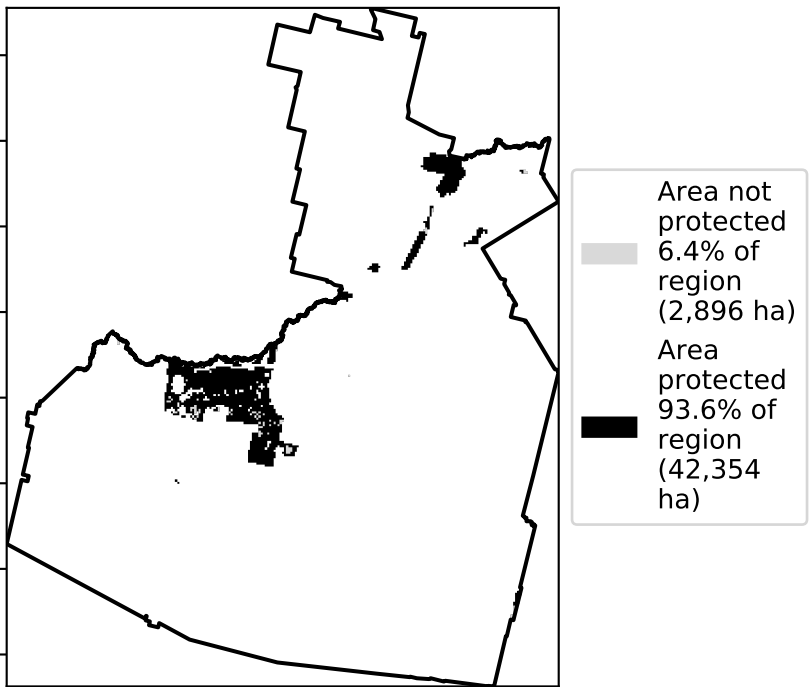 Area not
protected
6.4% of
region
(2,896 ha)
Area
protected
93.6% of
region
(42,354
ha)